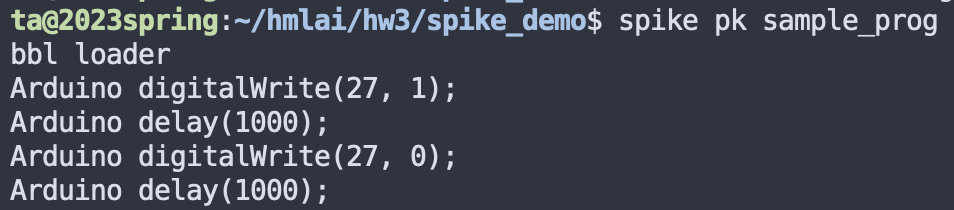 ta@2023spring:~/hmlai/hw3/spike_demo$ spike pk sample_prog
bbl loader
Arduino digitalWrite(27, 1);
Arduino delay(1000);
Arduino digitalWrite(27, 0);
Arduino delay(1000);